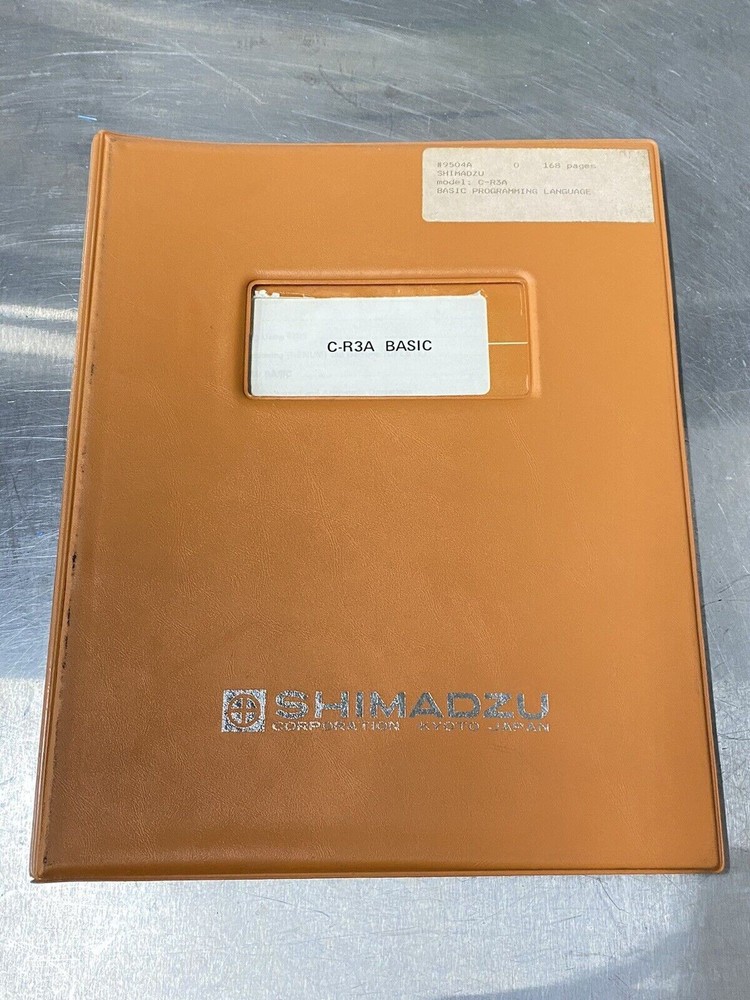 #9504A 0 168 pages
SHIMADZU
model: C-R3A
BASIC PROGRAMMING LANGUAGE
C-R3A BASIC
SHIMADZU
CORPORATION KYOTO JAPAN